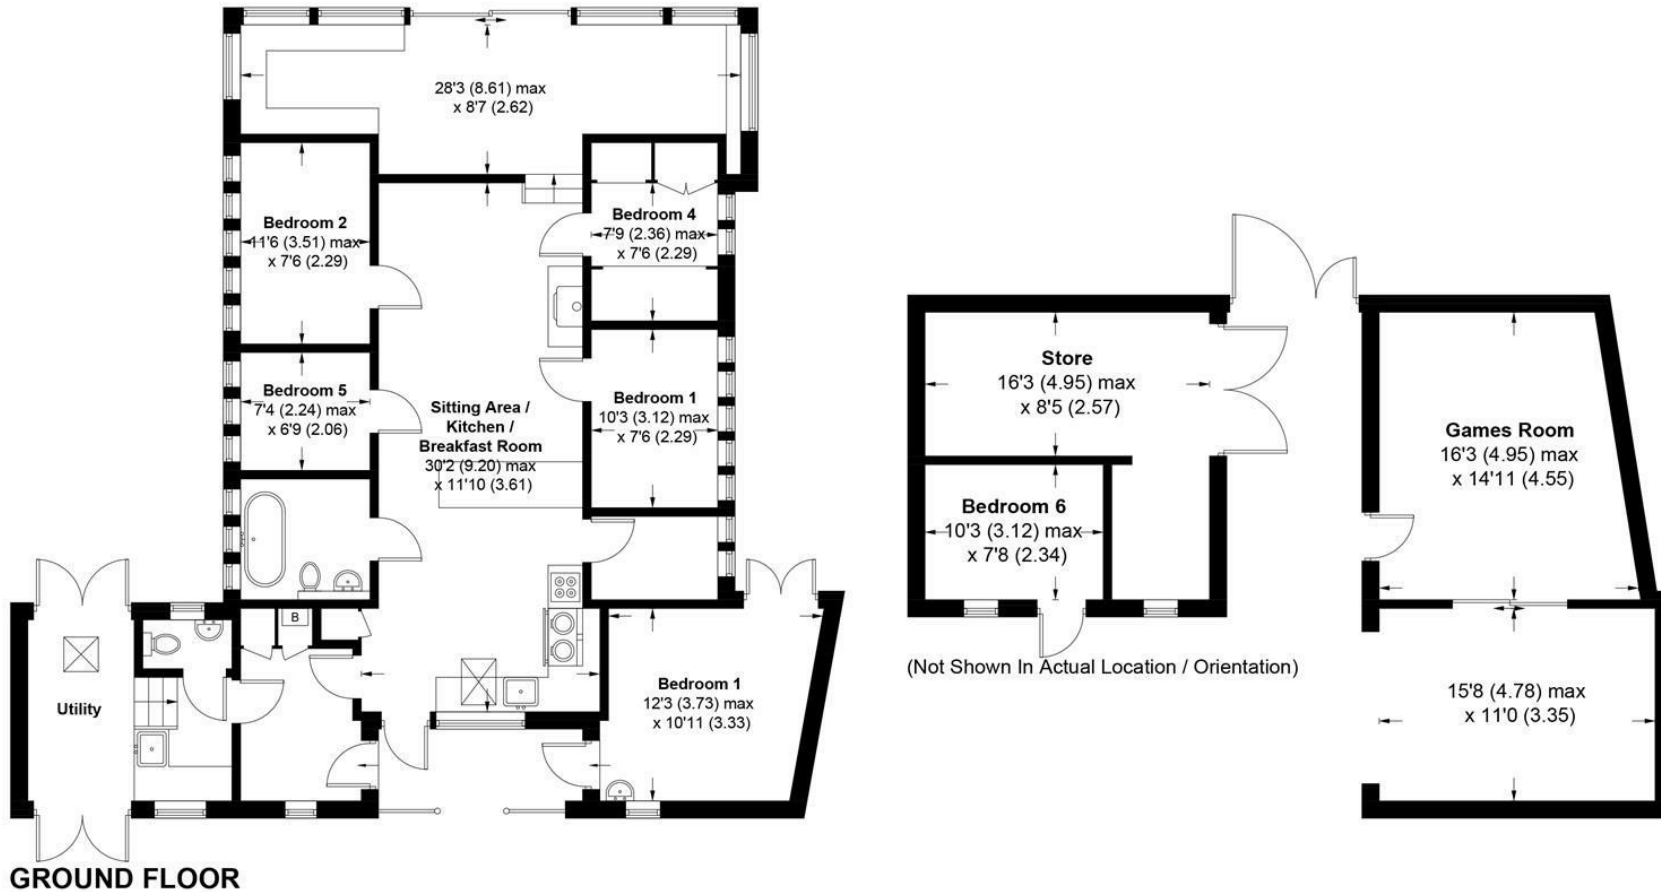 28'3 (8.61) max
x 8'7 (2.62)
Bedroom 2
11'6 (3.51) max
x 7'6 (2.29)
Bedroom 4
7'9 (2.36) max
x 7'6 (2.29)
Bedroom 5
7'4 (2.24) max
x 6'9 (2.06)
Sitting Area /
Kitchen /
Breakfast Room
30'2 (9.20) max
x 11'10 (3.61)
Bedroom 1
10'3 (3.12) max
x 7'6 (2.29)
B
Utility
Bedroom 1
12'3 (3.73) max
x 10'11 (3.33)
Store
16'3 (4.95) max
x 8'5 (2.57)
Bedroom 6
10'3 (3.12) max
x 7'8 (2.34)
Games Room
16'3 (4.95) max
x 14'11 (4.55)
(Not Shown In Actual Location / Orientation)
15'8 (4.78) max
x 11'0 (3.35)
GROUND FLOOR